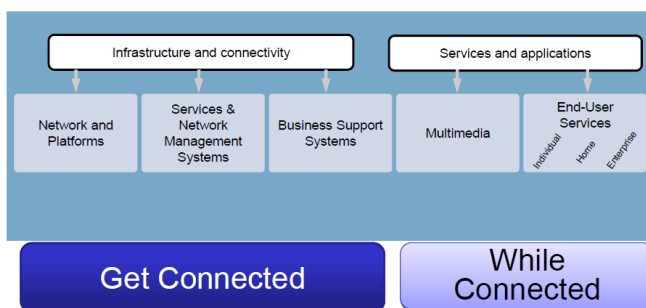 Infrastructure and connectivity
Services and applications
Network and
Platforms
Services &
Network
Management
Systems
Business Support
Systems
Multimedia
End-User
Services
Individual
Home
Enterprise
Get Connected
While
Connected